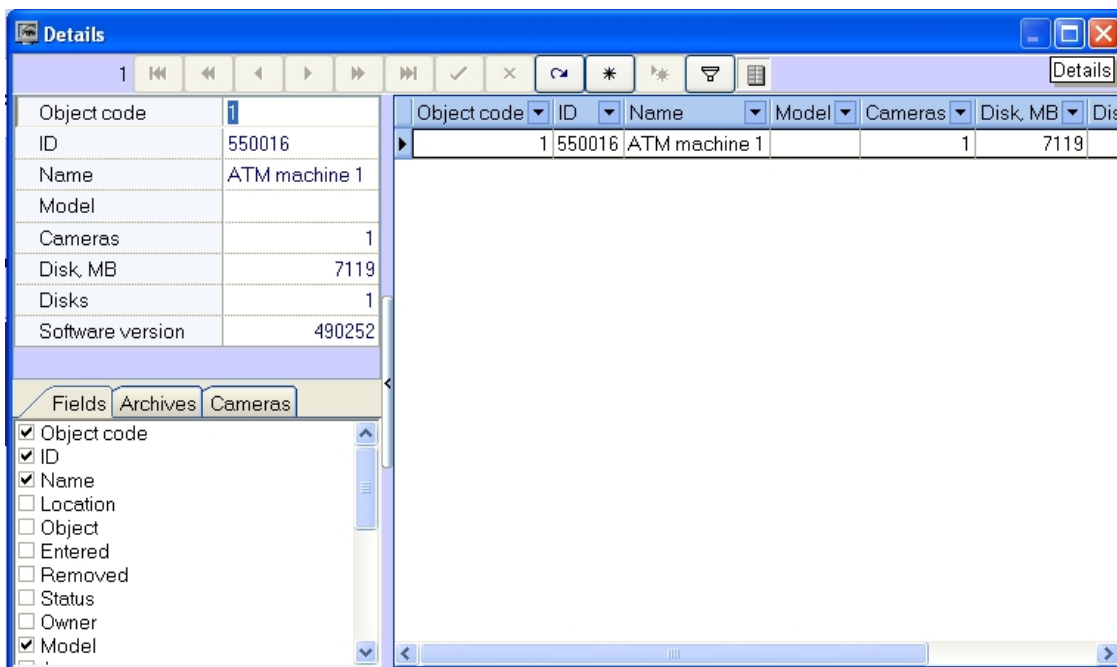 Details
1
Details
Object code 1
ID 550016
Name ATM machine 1
Model
Cameras 1
Disk, MB 7119
Disks 1
Software version 490252
Object code ID Name Model Cameras Disk, MB Dis
1 550016 ATM machine 1 1 7119
Fields Archives Cameras
Object code
ID
Name
Location
Object
Entered
Removed
Status
Owner
Model